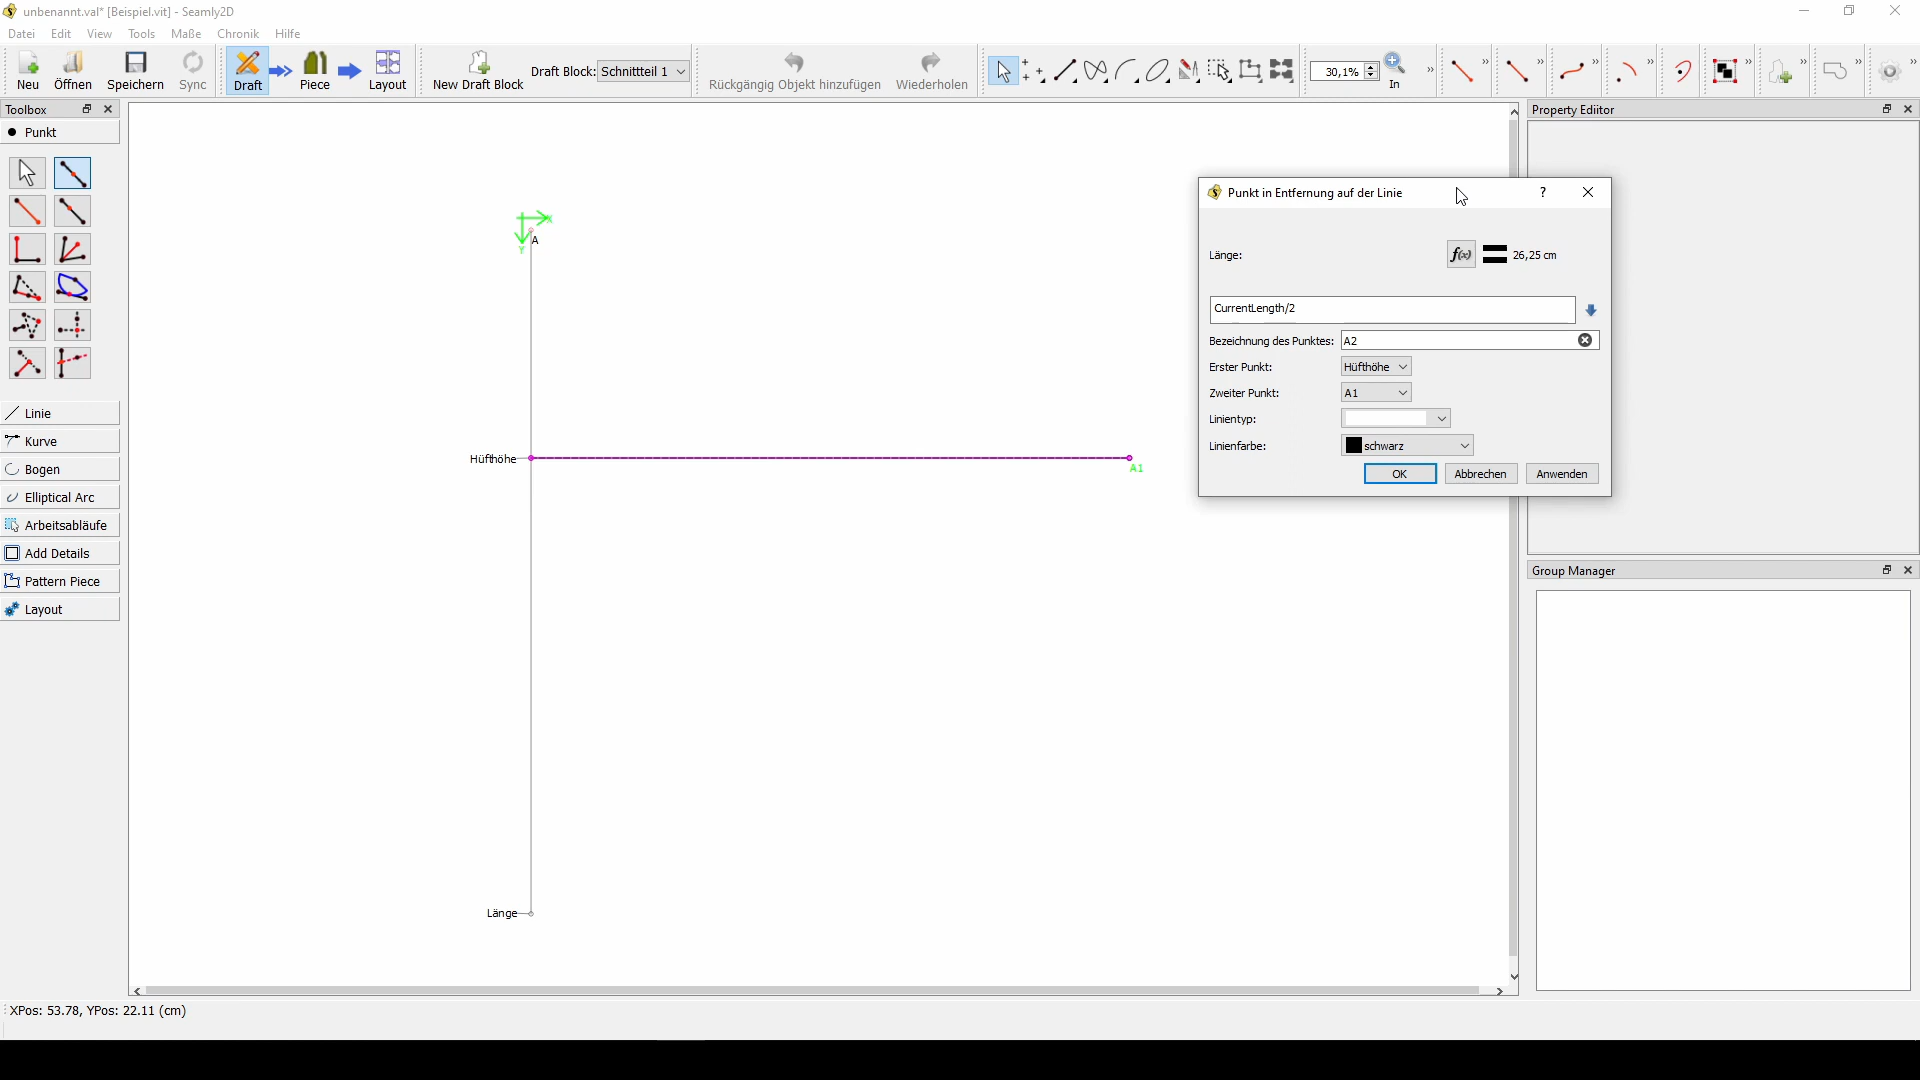 unbenannt.val* [Beispiel.vit] - Seamly2D
Datei Edit View Tools Maße Chronik Hilfe
Neu Öffnen Speichern Sync Draft Piece Layout New Draft Block Draft Block: Schnittteil 1 Rückgängig Objekt hinzufügen Wiederholen 30,1% In
Toolbox
Property Ediitor
Punkt
Punkt in Entfernung auf der Linie
X
Y
A
Länge: f(x) 26,25 cm
CurrentLength/2
Bezeichnung des Punktes: A2
Erster Punkt: Hüfthöhe
Zweiter Punkt: A1
Linientyp:
Linienfarbe: schwarz
OK Abbrechen Anwenden
Linie
Kurve
Bogen
Elliptical Arc
Arbeitsabläufe
Add Details
Pattern Piece
Layout
Hüfthöhe
A1
Group Manager
Länge
XPos: 53.78, YPos: 22.11 (cm)